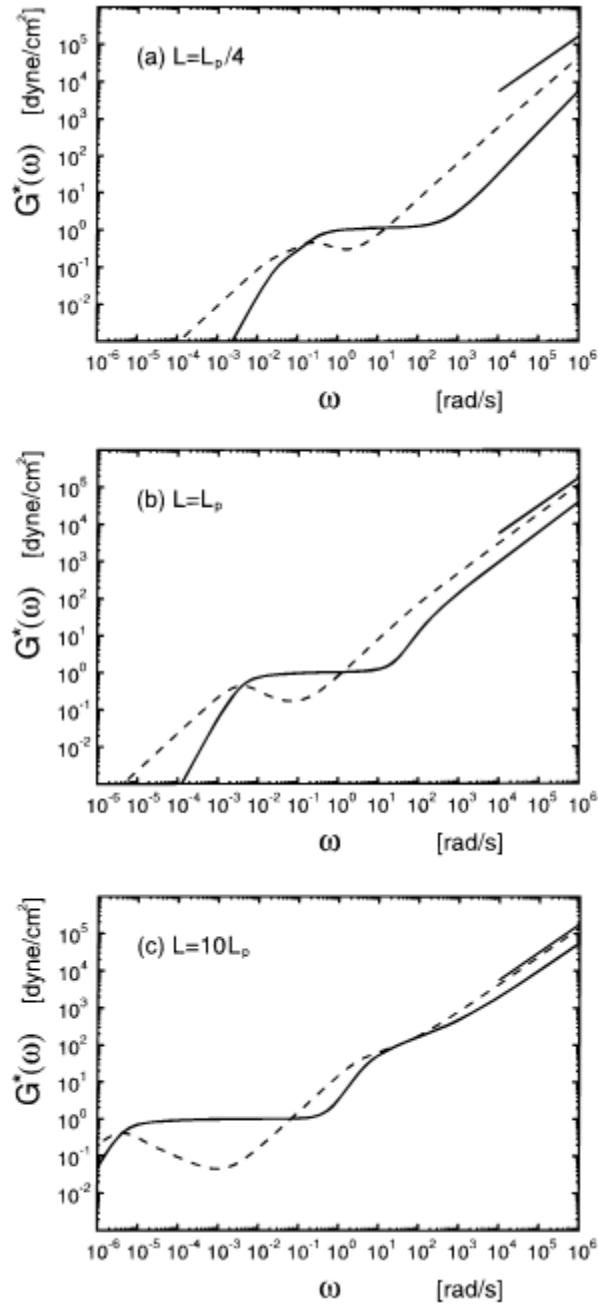 G*(ω) [dyne/cm²]
10⁵
10⁴
10³
10²
10¹
10⁰
10⁻¹
10⁻²
(a) L=Lₚ/4
10⁻⁶ 10⁻⁵ 10⁻⁴ 10⁻³ 10⁻² 10⁻¹ 10⁰ 10¹ 10² 10³ 10⁴ 10⁵ 10⁶
ω [rad/s]
G*(ω) [dyne/cm²]
10⁵
10⁴
10³
10²
10¹
10⁰
10⁻¹
10⁻²
(b) L=Lₚ
10⁻⁶ 10⁻⁵ 10⁻⁴ 10⁻³ 10⁻² 10⁻¹ 10⁰ 10¹ 10² 10³ 10⁴ 10⁵ 10⁶
ω [rad/s]
G*(ω) [dyne/cm²]
10⁵
10⁴
10³
10²
10¹
10⁰
10⁻¹
10⁻²
(c) L=10Lₚ
10⁻⁶ 10⁻⁵ 10⁻⁴ 10⁻³ 10⁻² 10⁻¹ 10⁰ 10¹ 10² 10³ 10⁴ 10⁵ 10⁶
ω [rad/s]